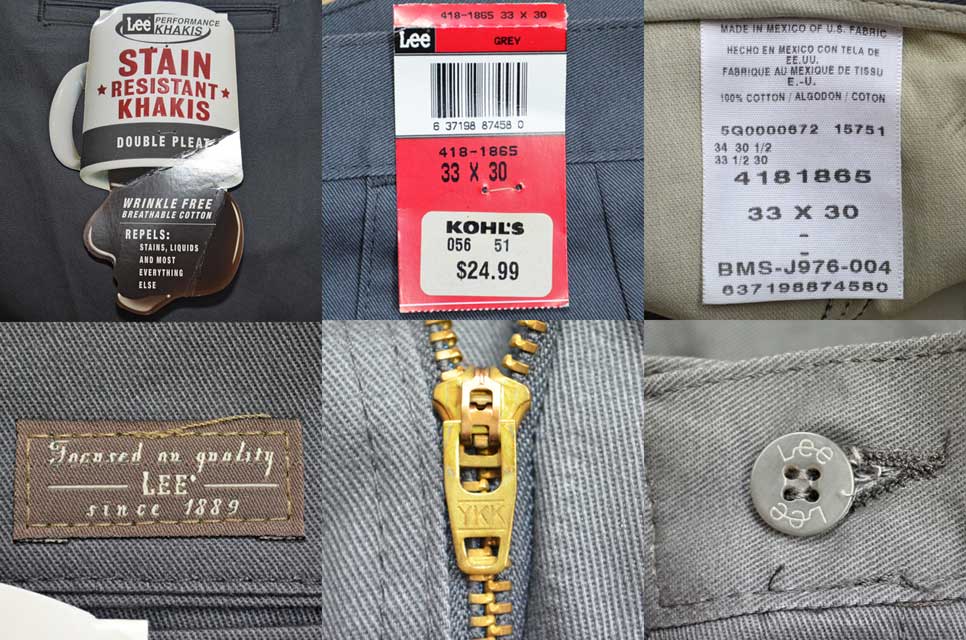 Lee PERFORMANCE
KHAKIS
STAIN
RESISTANT
KHAKIS
DOUBLE PLEAT
WRINKLE FREE
BREATHABLE COTTON
REPELS:
STAINS, LIQUIDS
AND MOST
EVERYTHING
ELSE
418-1865 33 X 30
Lee GREY
6 37198 87458 0
418-1865
33 X 30
KOHL'S
056 51
$24.99
MADE IN MEXICO OF U.S. FABRIC
HECHO EN MEXICO CON TELA DE
EE.UU.
FABRIQUE AU MEXIQUE DE TISSU
E.-U.
100% COTTON / ALGODON / COTON
5G0000672 15751
34 30 1/2
33 1/2 30
4181865
33 X 30
-
-
BMS-J976-004
637198874580
Focused on quality
LEE®
since 1889
YKK
Lee
Lee